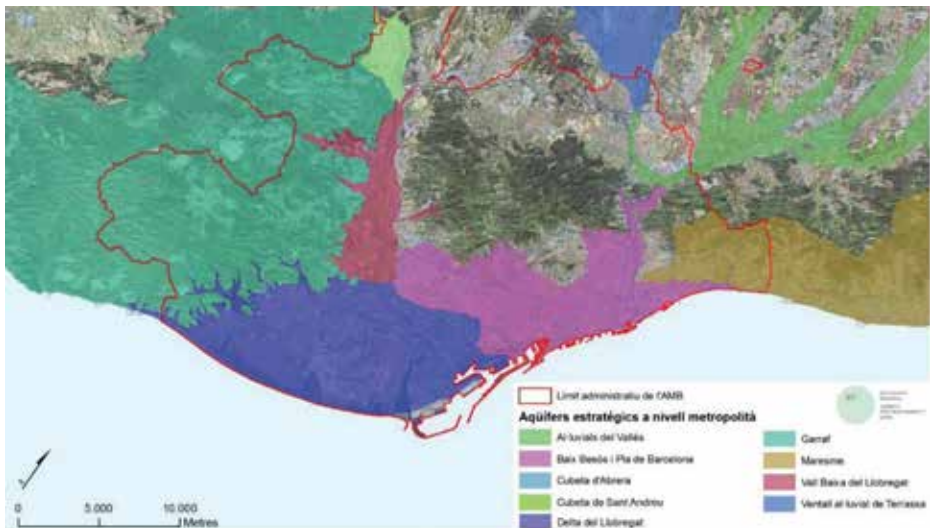 Límit administratiu de l'AMB
Aqüífers estratègics a nivell metropolità
Al·luvials del Vallès
Baix Besòs i Pla de Barcelona
Cubeta d'Abrera
Cubeta de Sant Andreu
Delta del Llobregat
Garraf
Maresme
Vall Baixa del Llobregat
Ventall al·luvial de Terrassa
0 5.000 10.000
Metres